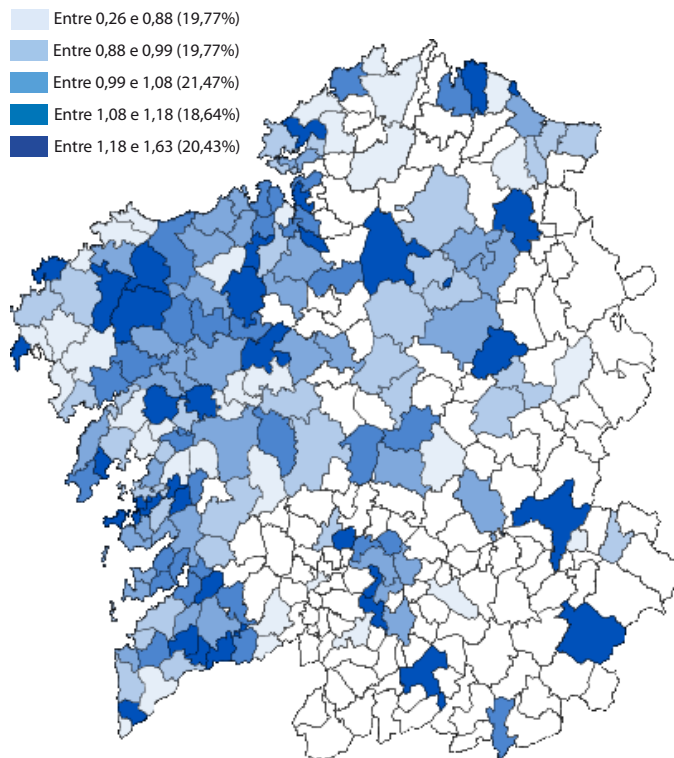 Entre 0,26 e 0,88 (19,77%)
Entre 0,88 e 0,99 (19,77%)
Entre 0,99 e 1,08 (21,47%)
Entre 1,08 e 1,18 (18,64%)
Entre 1,18 e 1,63 (20,43%)